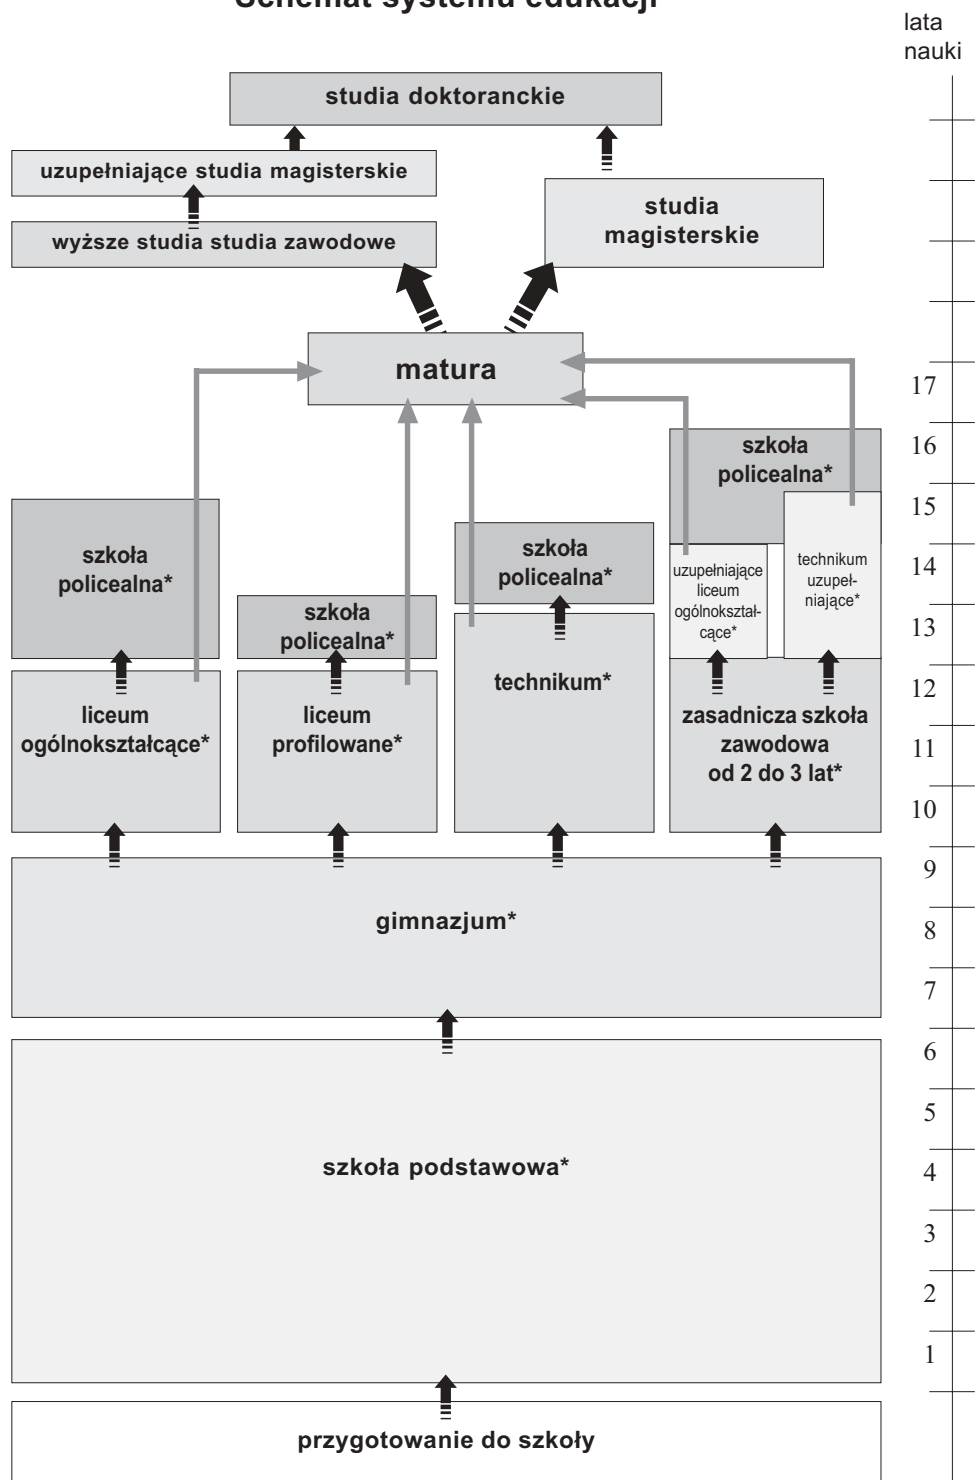 Schemat systemu edukacji
lata
nauki
studia doktoranckie
uzupełniające studia magisterskie
studia
magisterskie
wyższe studia studia zawodowe
matura
17
szkoła
policealna*
16
15
szkoła
policealna*
szkoła
policealna*
uzupełniające
liceum
ogólnokształ-
cące*
technikum
uzupeł-
niające*
14
szkoła
policealna*
13
technikum*
12
liceum
ogólnokształcące*
liceum
profilowane*
zasadnicza szkoła
zawodowa
od 2 do 3 lat*
11
10
9
gimnazjum*
8
7
6
5
szkoła podstawowa*
4
3
2
1
przygotowanie do szkoły